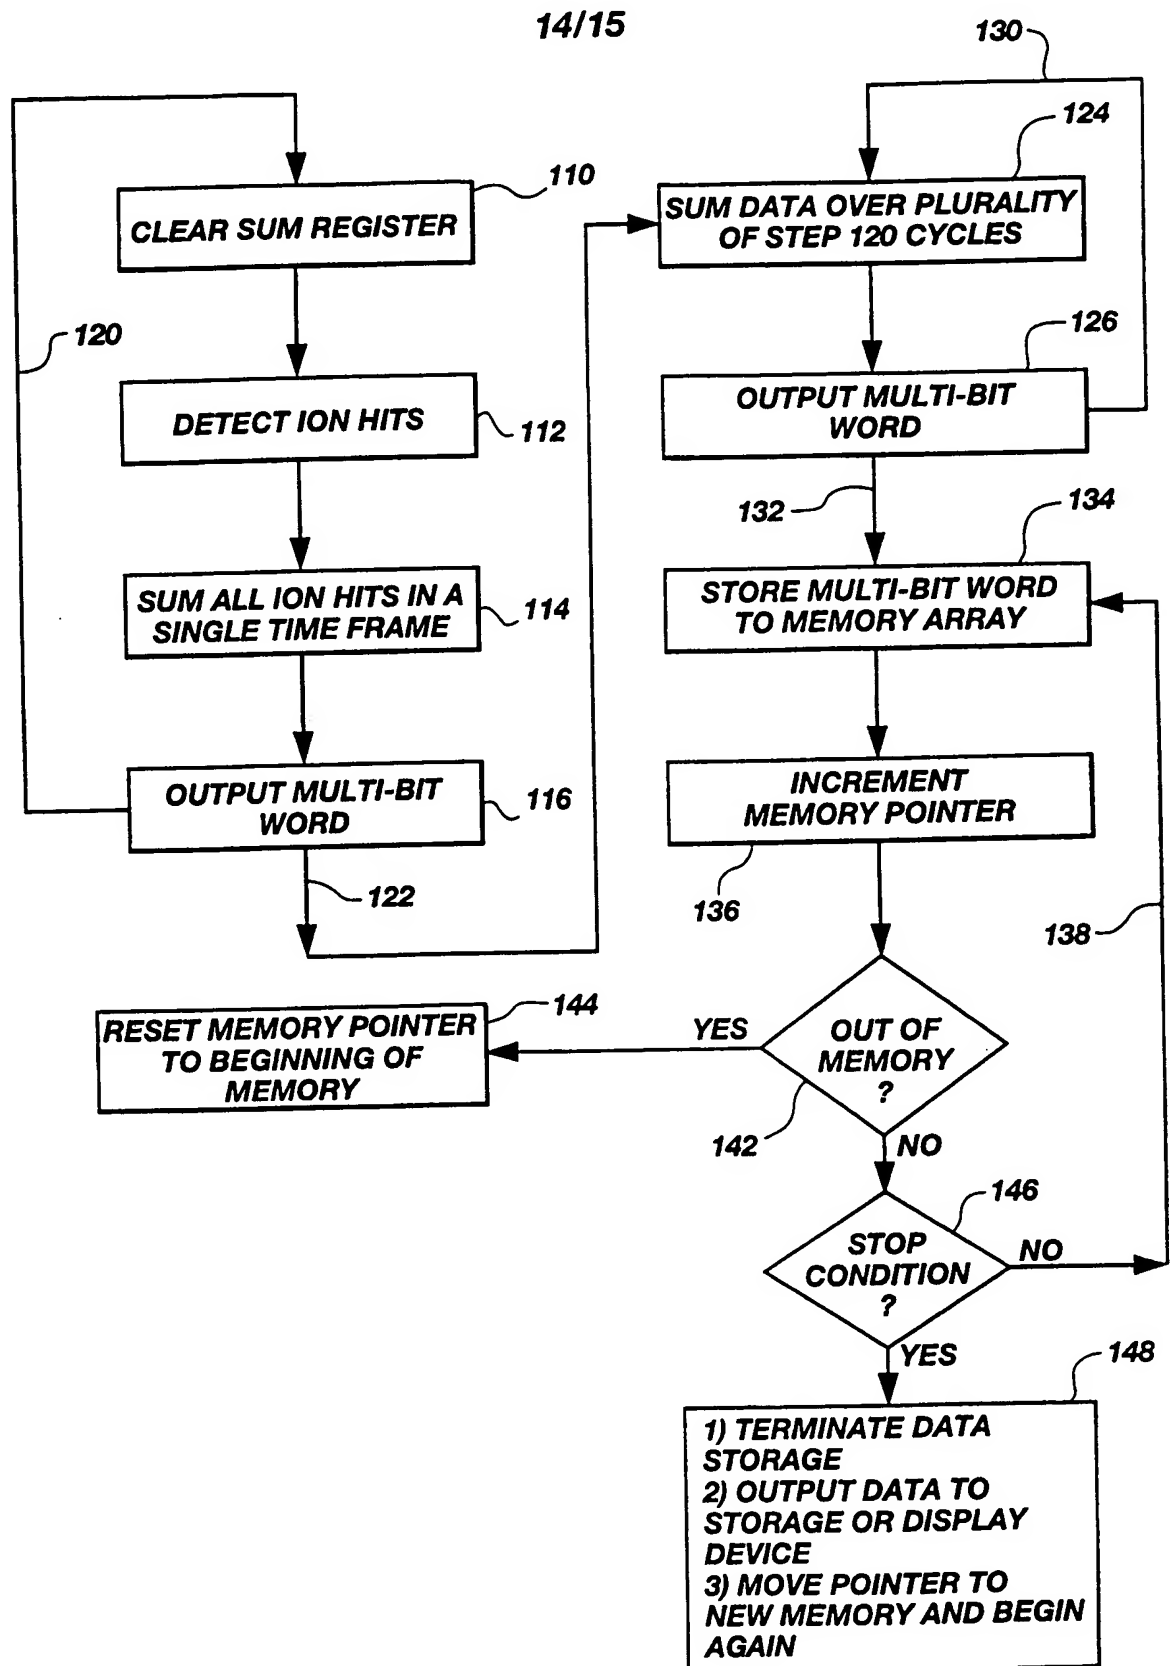 14/15
130
124
110
CLEAR SUM REGISTER
SUM DATA OVER PLURALITY
OF STEP 120 CYCLES
120
126
DETECT ION HITS
112
OUTPUT MULTI-BIT
WORD
132
134
SUM ALL ION HITS IN A
SINGLE TIME FRAME
114
STORE MULTI-BIT WORD
TO MEMORY ARRAY
OUTPUT MULTI-BIT
WORD
116
INCREMENT
MEMORY POINTER
122
136
138
144
RESET MEMORY POINTER
TO BEGINNING OF
MEMORY
YES
OUT OF
MEMORY
?
142
NO
146
STOP
CONDITION
?
NO
YES
148
1) TERMINATE DATA
STORAGE
2) OUTPUT DATA TO
STORAGE OR DISPLAY
DEVICE
3) MOVE POINTER TO
NEW MEMORY AND BEGIN
AGAIN